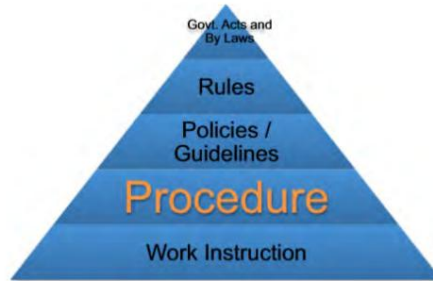 Govt. Acts and
By Laws
Rules
Policies /
Guidelines
Procedure
Work Instruction